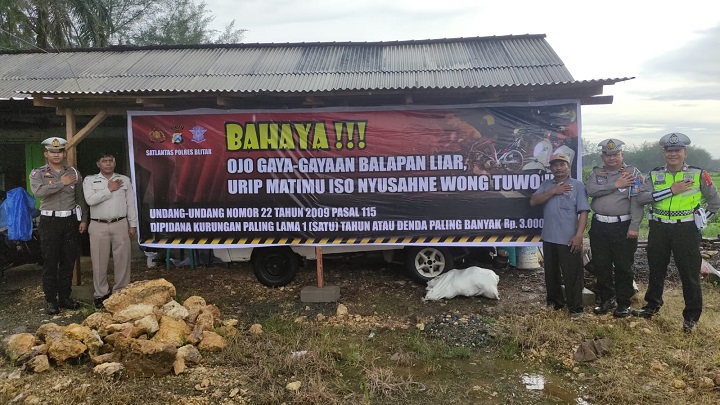 BAHAYA !!!
SATLANTAS POLRES BLITAR
OJO GAYA-GAYAAN BALAPAN LIAR,
URIP MATIMU ISO NYUSAHNE WONG TUWO
UNDANG-UNDANG NOMOR 22 TAHUN 2009 PASAL 115
DIPIDANA KURUNGAN PALING LAMA 1 (SATU) TAHUN ATAU DENDA PALING BANYAK Rp. 3.000